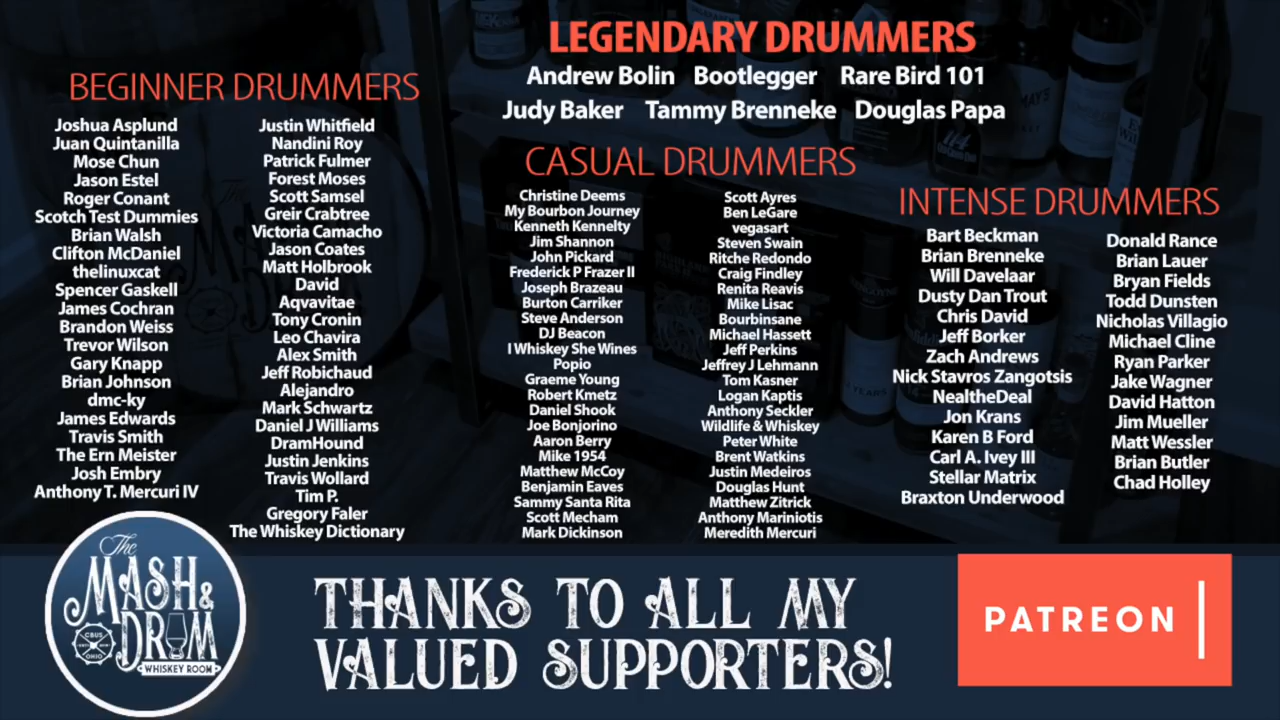 LEGENDARY DRUMMERS
Andrew Bolin Bootlegger Rare Bird 101
Judy Baker Tammy Brenneke Douglas Papa
BEGINNER DRUMMERS
Joshua Asplund
Juan Quintanilla
Mose Chun
Jason Estel
Roger Conant
Scotch Test Dummies
Brian Walsh
Clifton McDaniel
thelinuxcat
Spencer Gaskell
James Cochran
Brandon Weiss
Trevor Wilson
Gary Knapp
Brian Johnson
dmc-ky
James Edwards
Travis Smith
The Ern Meister
Josh Embry
Anthony T. Mercuri IV
Justin Whitfield
Nandini Roy
Patrick Fulmer
Forest Moses
Scott Samsel
Greir Crabtree
Victoria Camacho
Jason Coates
Matt Holbrook
David
Aqvavitae
Tony Cronin
Leo Chavira
Alex Smith
Jeff Robichaud
Alejandro
Mark Schwartz
Daniel J Williams
DramHound
Justin Jenkins
Travis Wollard
Tim P.
Gregory Faler
The Whiskey Dictionary
CASUAL DRUMMERS
Christine Deems
My Bourbon Journey
Kenneth Kennelty
Jim Shannon
John Pickard
Frederick P Frazer II
Joseph Brazeau
Burton Carriker
Steve Anderson
DJ Beacon
I Whiskey She Wines
Popio
Graeme Young
Robert Kmetz
Daniel Shook
Joe Bonjorino
Aaron Berry
Mike 1954
Matthew McCoy
Benjamin Eaves
Sammy Santa Rita
Scott Mecham
Mark Dickinson
Scott Ayres
Ben LeGare
vegasart
Steven Swain
Ritche Redondo
Craig Findley
Renita Reavis
Mike Lisac
Bourbinsane
Michael Hassett
Jeff Perkins
Jeffrey J Lehmann
Tom Kasner
Logan Kaptis
Anthony Seckler
Wildlife & Whiskey
Peter White
Brent Watkins
Justin Medeiros
Douglas Hunt
Matthew Zitrick
Anthony Mariniotis
Meredith Mercuri
INTENSE DRUMMERS
Bart Beckman
Brian Brenneke
Will Davelaar
Dusty Dan Trout
Chris David
Jeff Borker
Zach Andrews
Nick Stavros Zangotsis
NealtheDeal
Jon Krans
Karen B Ford
Carl A. Ivey III
Stellar Matrix
Braxton Underwood
Donald Rance
Brian Lauer
Bryan Fields
Todd Dunsten
Nicholas Villagio
Michael Cline
Ryan Parker
Jake Wagner
David Hatton
Jim Mueller
Matt Wessler
Brian Butler
Chad Holley
The
MASH &
DRUM
CBUS
OHIO
WHISKEY ROOM
THANKS TO ALL MY
VALUED SUPPORTERS!
PATREON